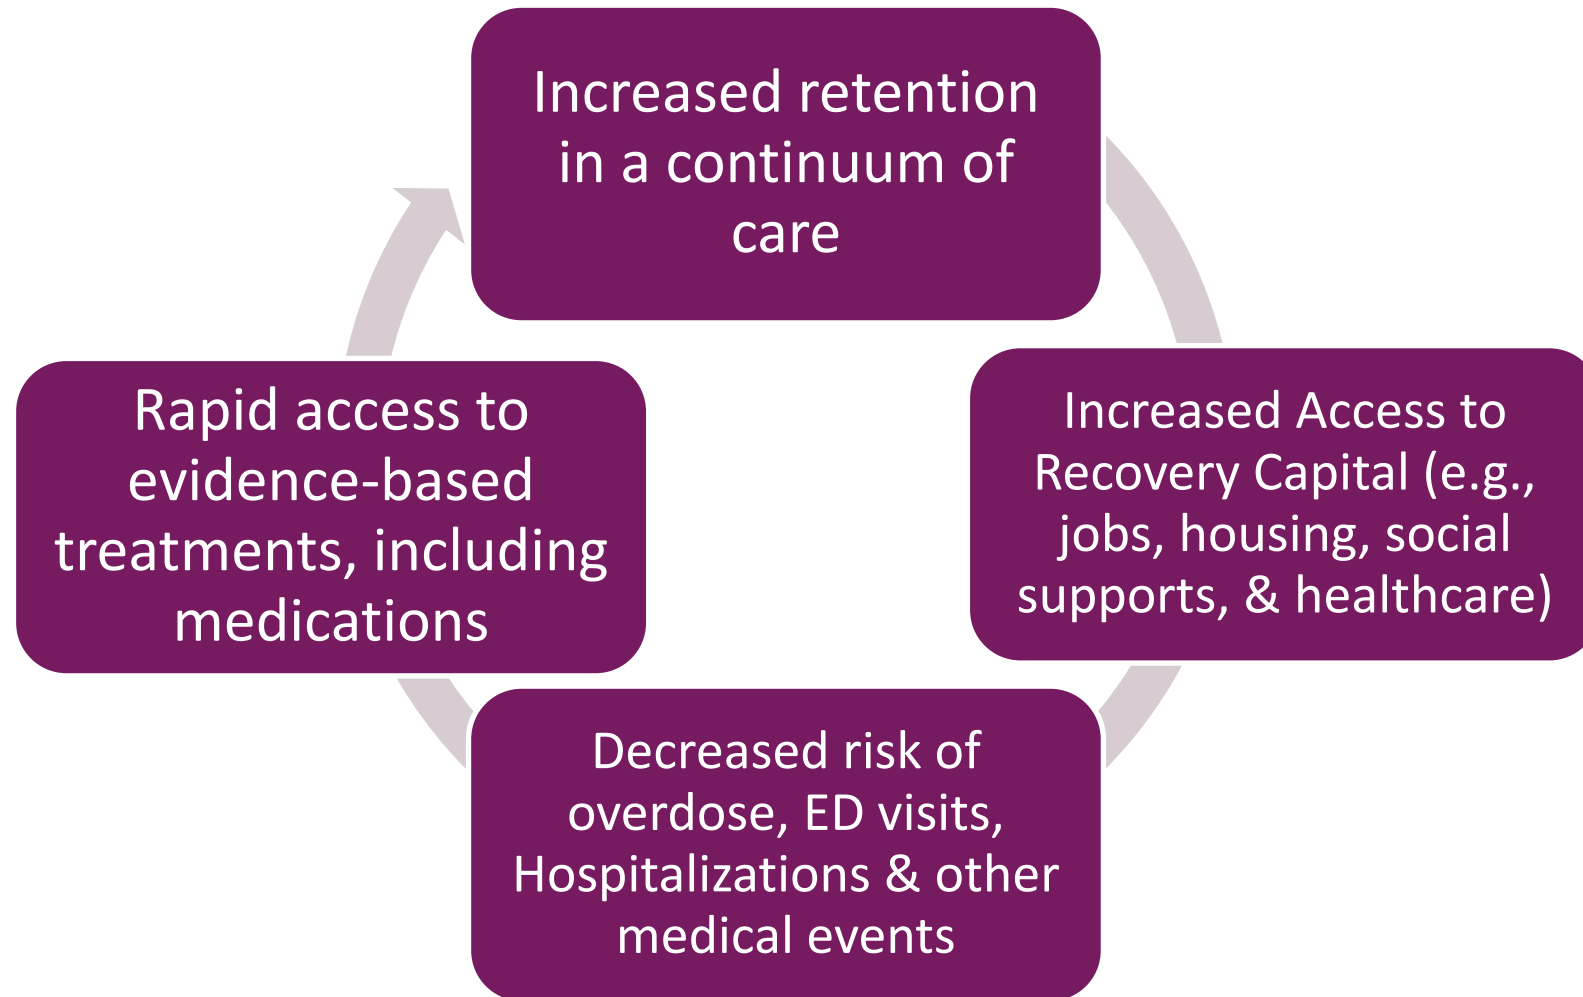 Increased retention
in a continuum of
care
Increased Access to
Recovery Capital (e.g.,
jobs, housing, social
supports, & healthcare)
Decreased risk of
overdose, ED visits,
Hospitalizations & other
medical events
Rapid access to
evidence-based
treatments, including
medications